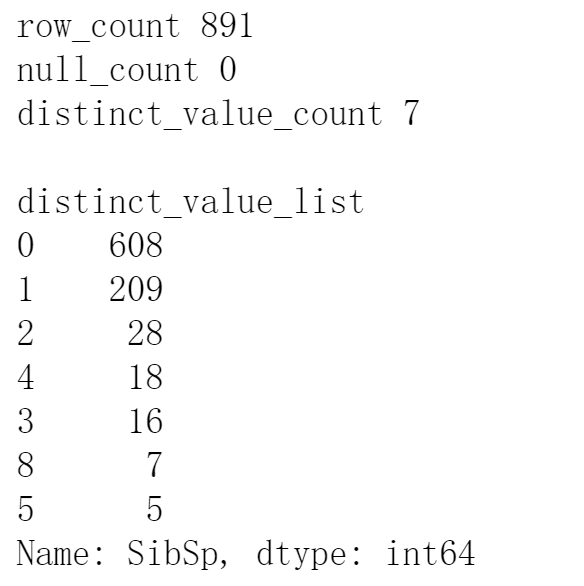 row_count 891
null_count 0
distinct_value_count 7

distinct_value_list
0    608
1    209
2     28
4     18
3     16
8      7
5      5
Name: SibSp, dtype: int64